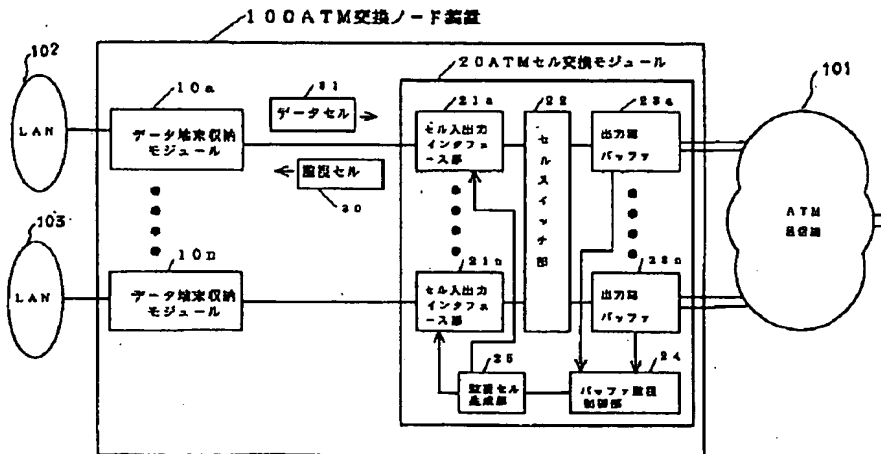 100ATM交換ノード装置
20ATMセル交換モジュール
102
LAN
10a
データ端末収納
モジュール
31
データセル
監視セル
30
21a
セル入出力
インタフェ
ース部
22
セルスイッチ部
23a
出力部
バッファ
101
ATM
103
LAN
10n
データ端末収納
モジュール
21n
セル入出力
インタフェ
ース部
23n
出力部
バッファ
25
監視セル
生成部
24
バッファ監視
制御部